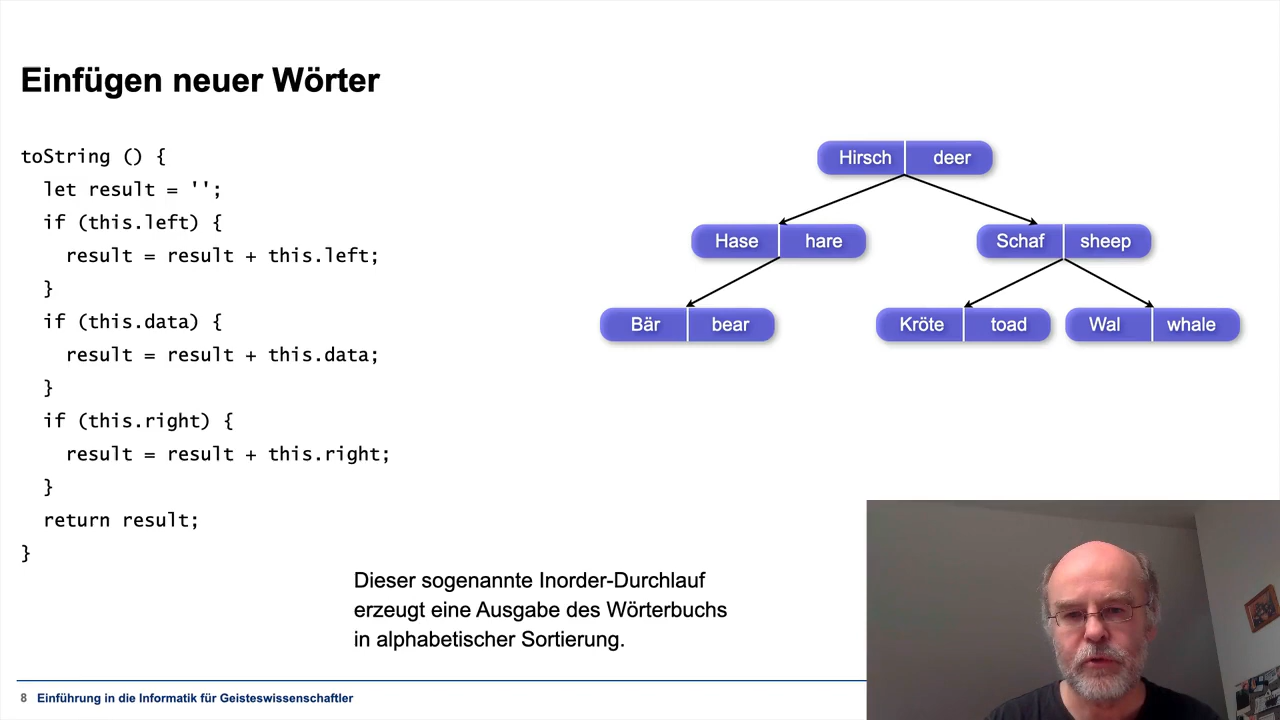 Einfügen neuer Wörter
toString () {
let result = '';
if (this.left) {
result = result + this.left;
}
if (this.data) {
result = result + this.data;
}
if (this.right) {
result = result + this.right;
}
return result;
}
Hirsch deer
Hase hare
Schaf sheep
Bär bear
Kröte toad
Wal whale
Dieser sogenannte Inorder-Durchlauf
erzeugt eine Ausgabe des Wörterbuchs
in alphabetischer Sortierung.
8 Einführung in die Informatik für Geisteswissenschaftler